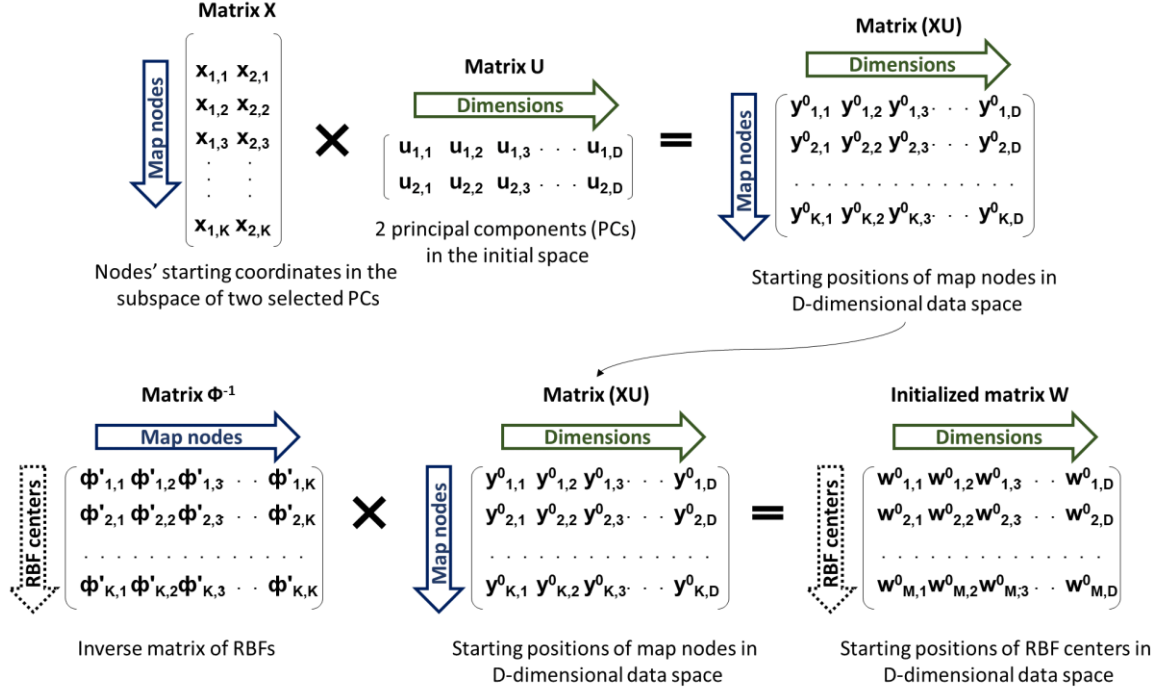 Matrix X
Map nodes
x1,1 x2,1
x1,2 x2,2
x1,3 x2,3
. .
. .
x1,K x2,K
Nodes' starting coordinates in the
subspace of two selected PCs
×
Matrix U
Dimensions
u1,1 u1,2 u1,3 · · · u1,D
u2,1 u2,2 u2,3 · · · u2,D
2 principal components (PCs)
in the initial space
=
Matrix (XU)
Dimensions
Map nodes
y⁰1,1 y⁰1,2 y⁰1,3 · · · y⁰1,D
y⁰2,1 y⁰2,2 y⁰2,3 · · · y⁰2,D
. . . . . . . . . . . . . .
y⁰K,1 y⁰K,2 y⁰K,3 · · · y⁰K,D
Starting positions of map nodes in
D-dimensional data space
Matrix Φ⁻¹
Map nodes
RBF centers
ф'1,1 ф'1,2 ф'1,3 · · ф'1,K
ф'2,1 ф'2,2 ф'2,3 · · ф'2,K
. . . . . . . . . . . . . .
ф'K,1 ф'K,2 ф'K,3 · · ф'K,K
Inverse matrix of RBFs
×
Matrix (XU)
Dimensions
Map nodes
y⁰1,1 y⁰1,2 y⁰1,3 · · · y⁰1,D
y⁰2,1 y⁰2,2 y⁰2,3 · · · y⁰2,D
. . . . . . . . . . . . . .
y⁰K,1 y⁰K,2 y⁰K,3 · · · y⁰K,D
Starting positions of map nodes in
D-dimensional data space
=
Initialized matrix W
Dimensions
RBF centers
w⁰1,1 w⁰1,2 w⁰1,3 · · w⁰1,D
w⁰2,1 w⁰2,2 w⁰2,3 · · w⁰2,D
. . . . . . . . . . . . . .
w⁰M,1 w⁰M,2 w⁰M,3 · · w⁰M,D
Starting positions of RBF centers in
D-dimensional data space